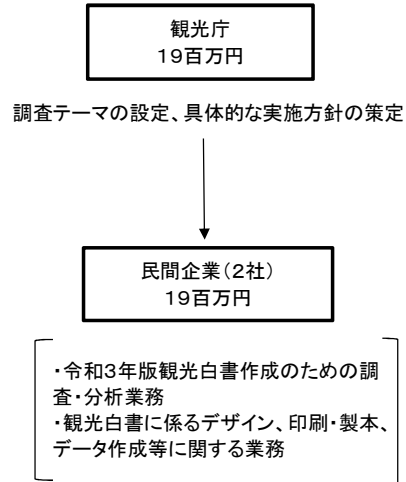 観光庁
19百万円
調査テーマの設定、具体的な実施方針の策定
民間企業(2社)
19百万円
・令和3年版観光白書作成のための調
査・分析業務
・観光白書に係るデザイン、印刷・製本、
データ作成等に関する業務